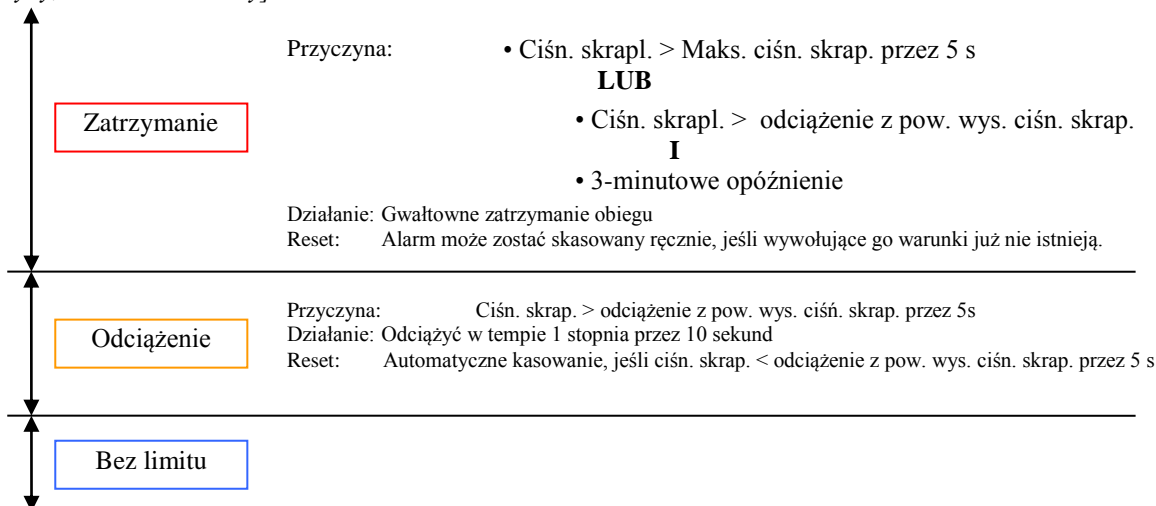 Przyczyna: • Ciśn. skrapl. > Maks. ciśn. skrap. przez 5 s
LUB
Zatrzymanie
• Ciśn. skrapl. > odciążenie z pow. wys. ciśn. skrap.
I
• 3-minutowe opóźnienie
Działanie: Gwałtowne zatrzymanie obiegu
Reset: Alarm może zostać skasowany ręcznie, jeśli wywołujące go warunki już nie istnieją.
Przyczyna: Ciśn. skrap. > odciążenie z pow. wys. ciśń. skrap. przez 5s
Odciążenie
Działanie: Odciążyć w tempie 1 stopnia przez 10 sekund
Reset: Automatyczne kasowanie, jeśli ciśn. skrap. < odciążenie z pow. wys. ciśn. skrap. przez 5 s
Bez limitu